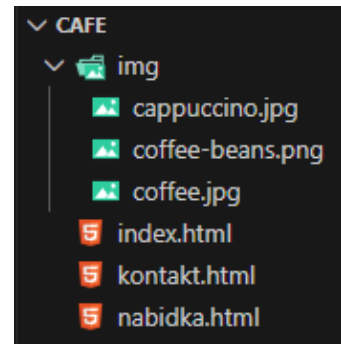 CAFE
img
cappuccino.jpg
coffee-beans.png
coffee.jpg
index.html
kontakt.html
nabidka.html